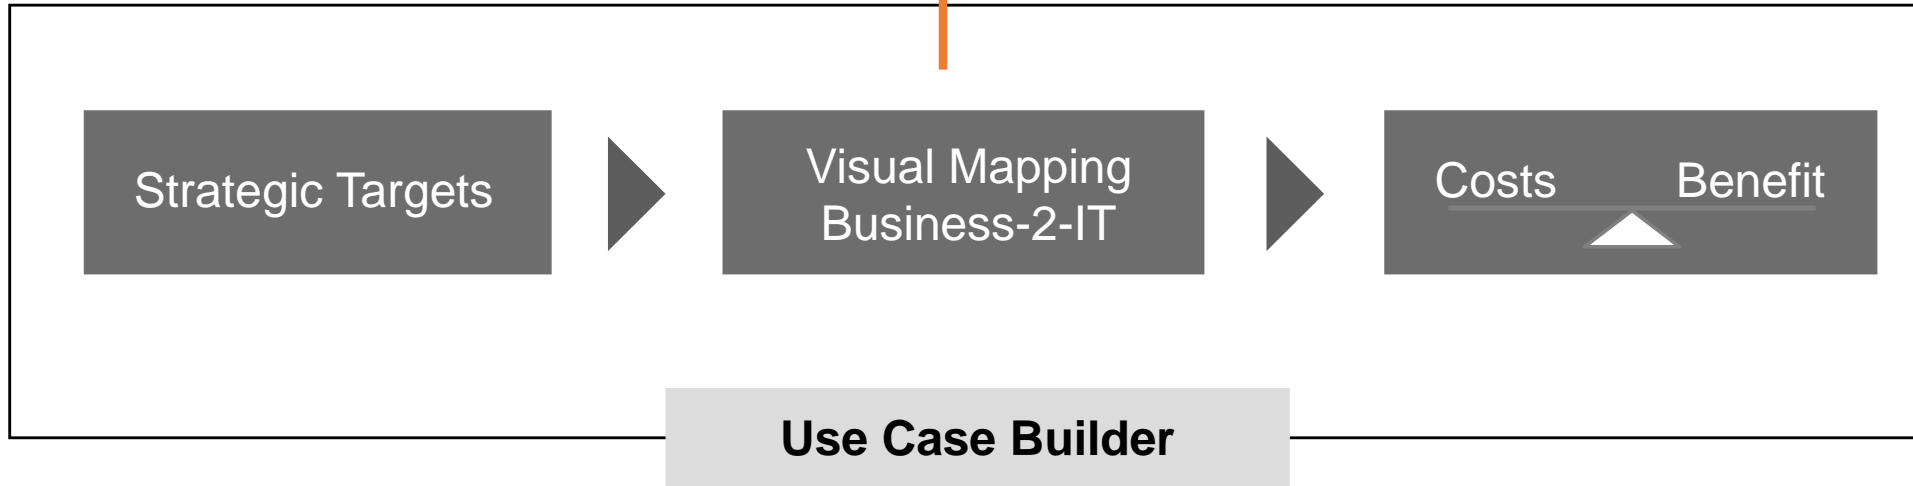 Strategic Targets
Visual Mapping
Business-2-IT
Costs Benefit
Use Case Builder